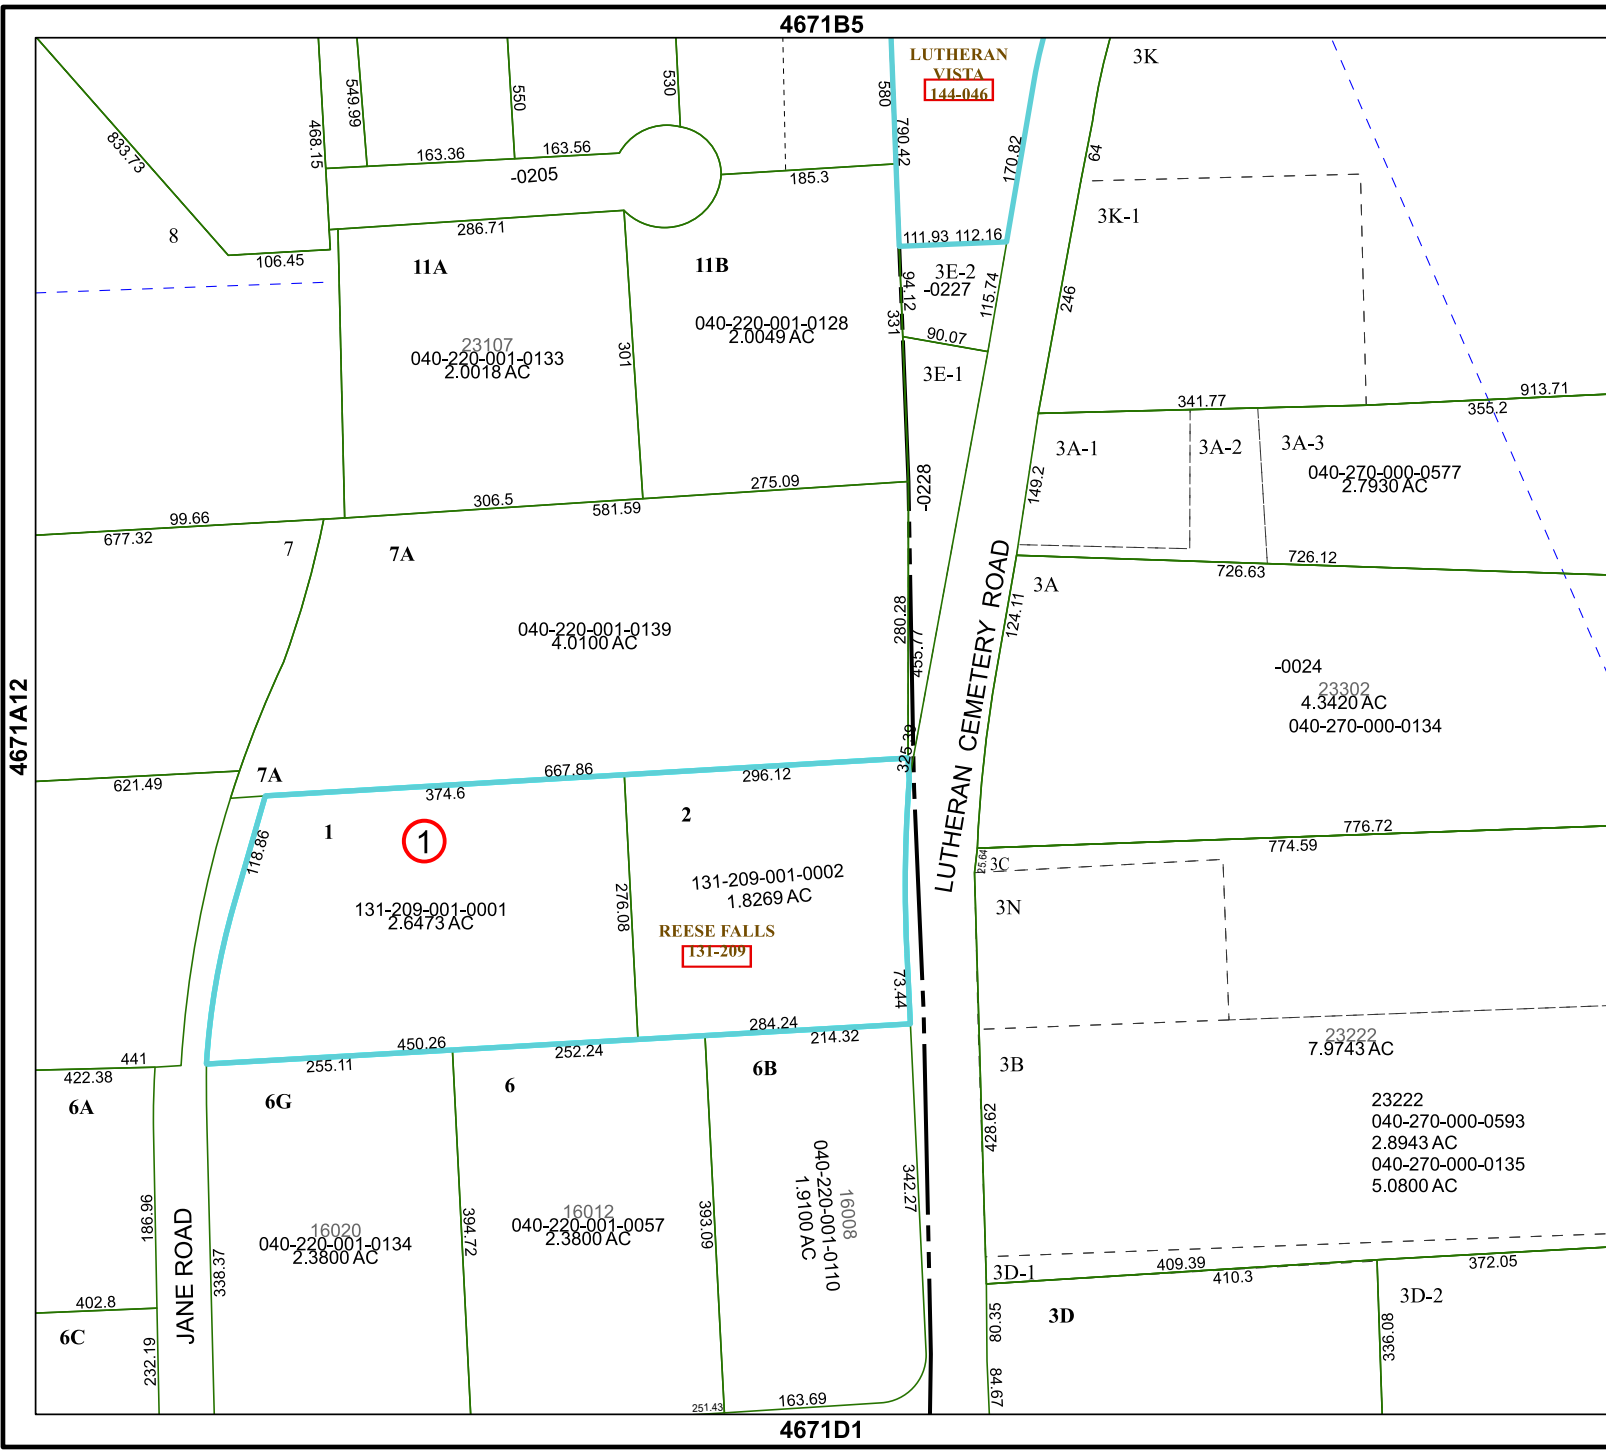 4671B5
LUTHERAN
VISTA
144-046
3K
833.73
468.15
549.99
550
530
580
790.42
170.82
64
163.36
163.56
-0205
185.3
3K-1
8
286.71
106.45
11A
11B
111.93
112.16
3E-2
-0227
94.12
115.74
246
331
90.07
23107
040-220-001-0133
2.0018 AC
301
040-220-001-0128
2.0049 AC
3E-1
341.77
913.71
355.2
3A-1
3A-2
3A-3
040-270-000-0577
2.7930 AC
149.2
-0228
275.09
306.5
581.59
99.66
677.32
7
7A
726.12
726.63
3A
124.11
280.28
455.77
040-220-001-0139
4.0100 AC
LUTHERAN CEMETERY ROAD
-0024
23302
4.3420 AC
040-270-000-0134
4671A12
325.39
667.86
296.12
7A
621.49
374.6
118.86
1
1
2
776.72
774.59
25.64
3C
3N
131-209-001-0001
2.6473 AC
276.08
131-209-001-0002
1.8269 AC
REESE FALLS
131-209
73.44
284.24
214.32
450.26
252.24
255.11
441
422.38
6A
6G
6
6B
3B
23222
7.9743 AC
23222
040-270-000-0593
2.8943 AC
040-270-000-0135
5.0800 AC
428.62
342.27
16008
040-220-001-0110
1.9100 AC
393.09
16012
040-220-001-0057
2.3800 AC
394.72
16020
040-220-001-0134
2.3800 AC
338.37
JANE ROAD
186.96
3D-1
409.39
410.3
372.05
3D-2
3D
80.35
84.67
336.08
402.8
6C
232.19
251.43
163.69
4671D1